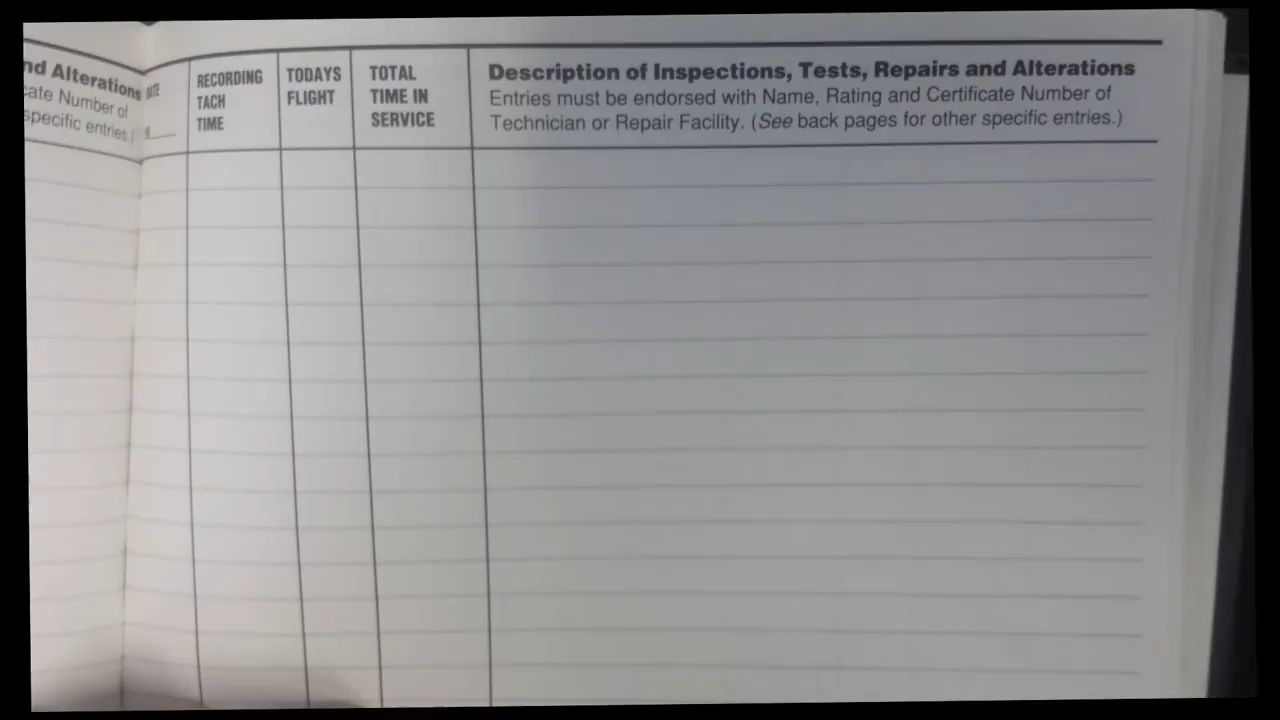 nd Alterations
cate Number of
specific entries.)
DATE
RECORDING
TACH
TIME
TODAYS
FLIGHT
TOTAL
TIME IN
SERVICE
Description of Inspections, Tests, Repairs and Alterations
Entries must be endorsed with Name, Rating and Certificate Number of
Technician or Repair Facility. (See back pages for other specific entries.)